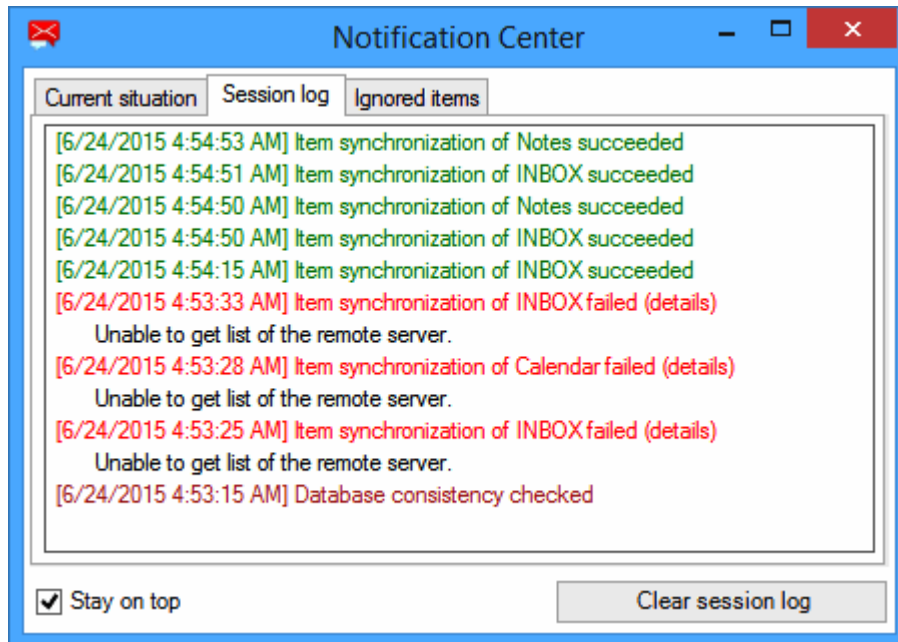 Notification Center
Current situation Session log Ignored items
[6/24/2015 4:54:53 AM] Item synchronization of Notes succeeded
[6/24/2015 4:54:51 AM] Item synchronization of INBOX succeeded
[6/24/2015 4:54:50 AM] Item synchronization of Notes succeeded
[6/24/2015 4:54:50 AM] Item synchronization of INBOX succeeded
[6/24/2015 4:54:15 AM] Item synchronization of INBOX succeeded
[6/24/2015 4:53:33 AM] Item synchronization of INBOX failed (details)
Unable to get list of the remote server.
[6/24/2015 4:53:28 AM] Item synchronization of Calendar failed (details)
Unable to get list of the remote server.
[6/24/2015 4:53:25 AM] Item synchronization of INBOX failed (details)
Unable to get list of the remote server.
[6/24/2015 4:53:15 AM] Database consistency checked
Stay on top Clear session log